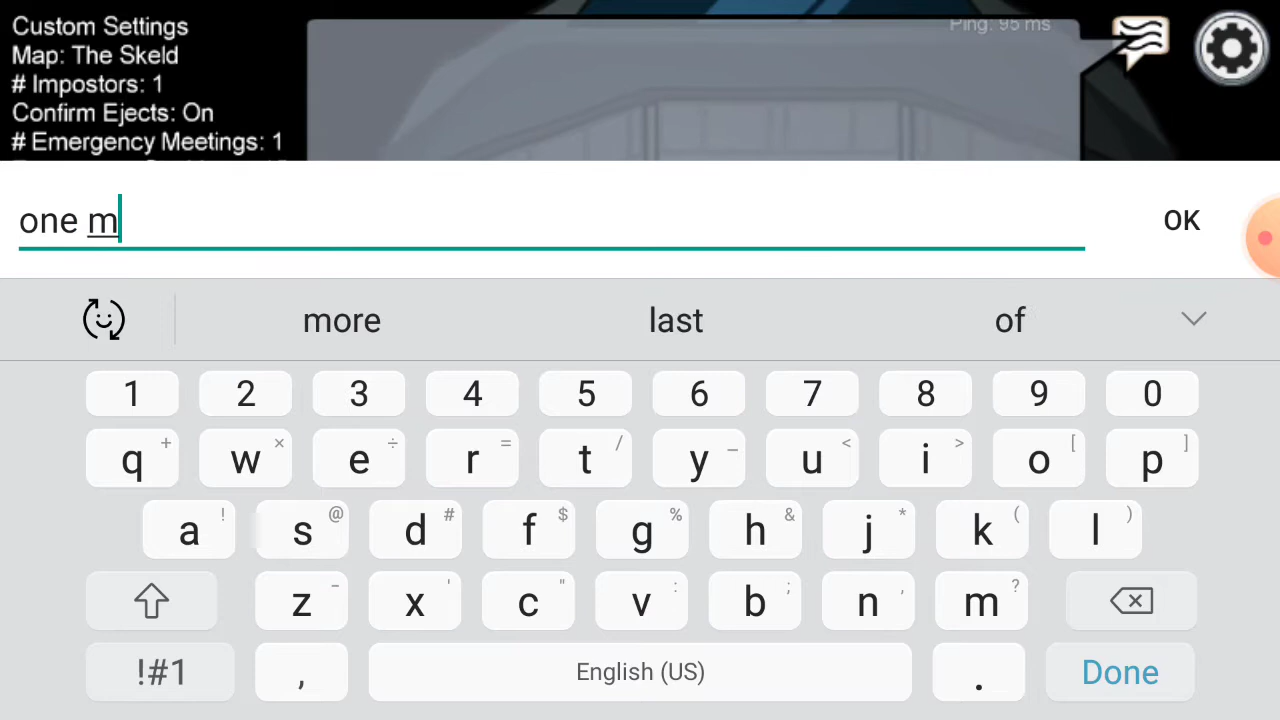 Custom Settings
Ping: 95 ms
Map: The Skeld
# Impostors: 1
Confirm Ejects: On
# Emergency Meetings: 1
one m
OK
more last of
1 2 3 4 5 6 7 8 9 0
q + w × e ÷ r = t / y _ u < i > o [ p ]
a ! s @ d # f $ g % h & j * k ( l )
z - x ' c " v : b ; n , m ?
!#1 , English (US) . Done